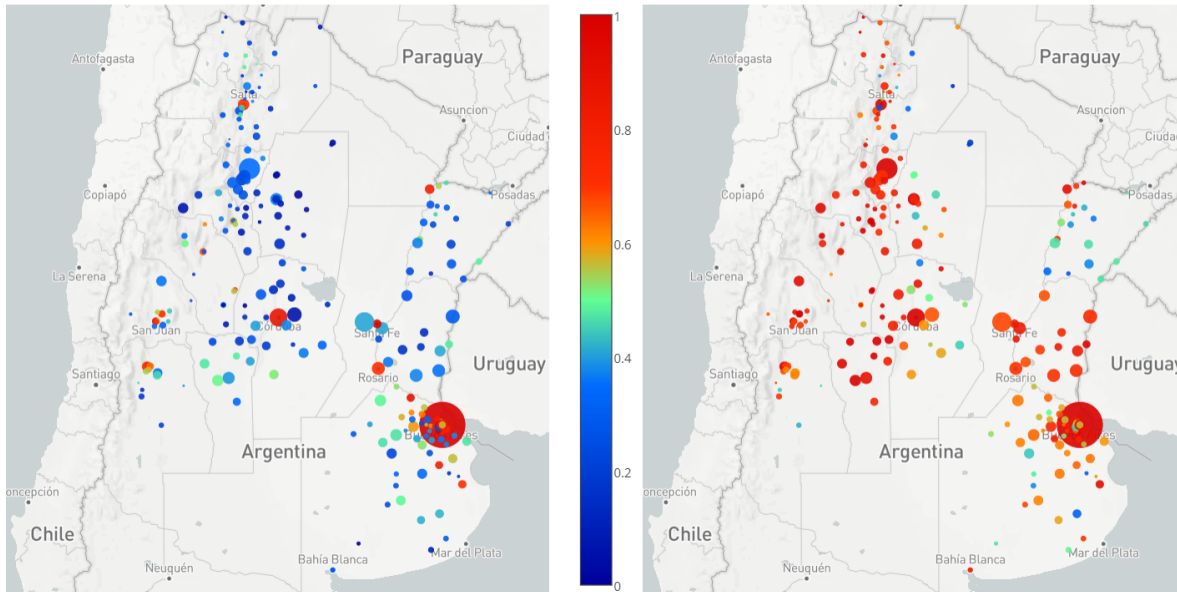 Paraguay
Antofagasta
Salta
Asuncion
Ciudad
Copiapó
Posadas
La Serena
San Juan
Córdoba
Santa Fe
Uruguay
Santiago
Rosario
Argentina
Concepción
Chile
Bahía Blanca
Mar del Plata
Neuquén
1
0.8
0.6
0.4
0.2
0
Paraguay
Antofagasta
Salta
Asuncion
Ciudad
Copiapó
Posadas
La Serena
San Juan
Córdoba
Santa Fe
Uruguay
Santiago
Rosario
Argentina
Concepción
Chile
Bahía Blanca
Mar del Plata
Neuquén